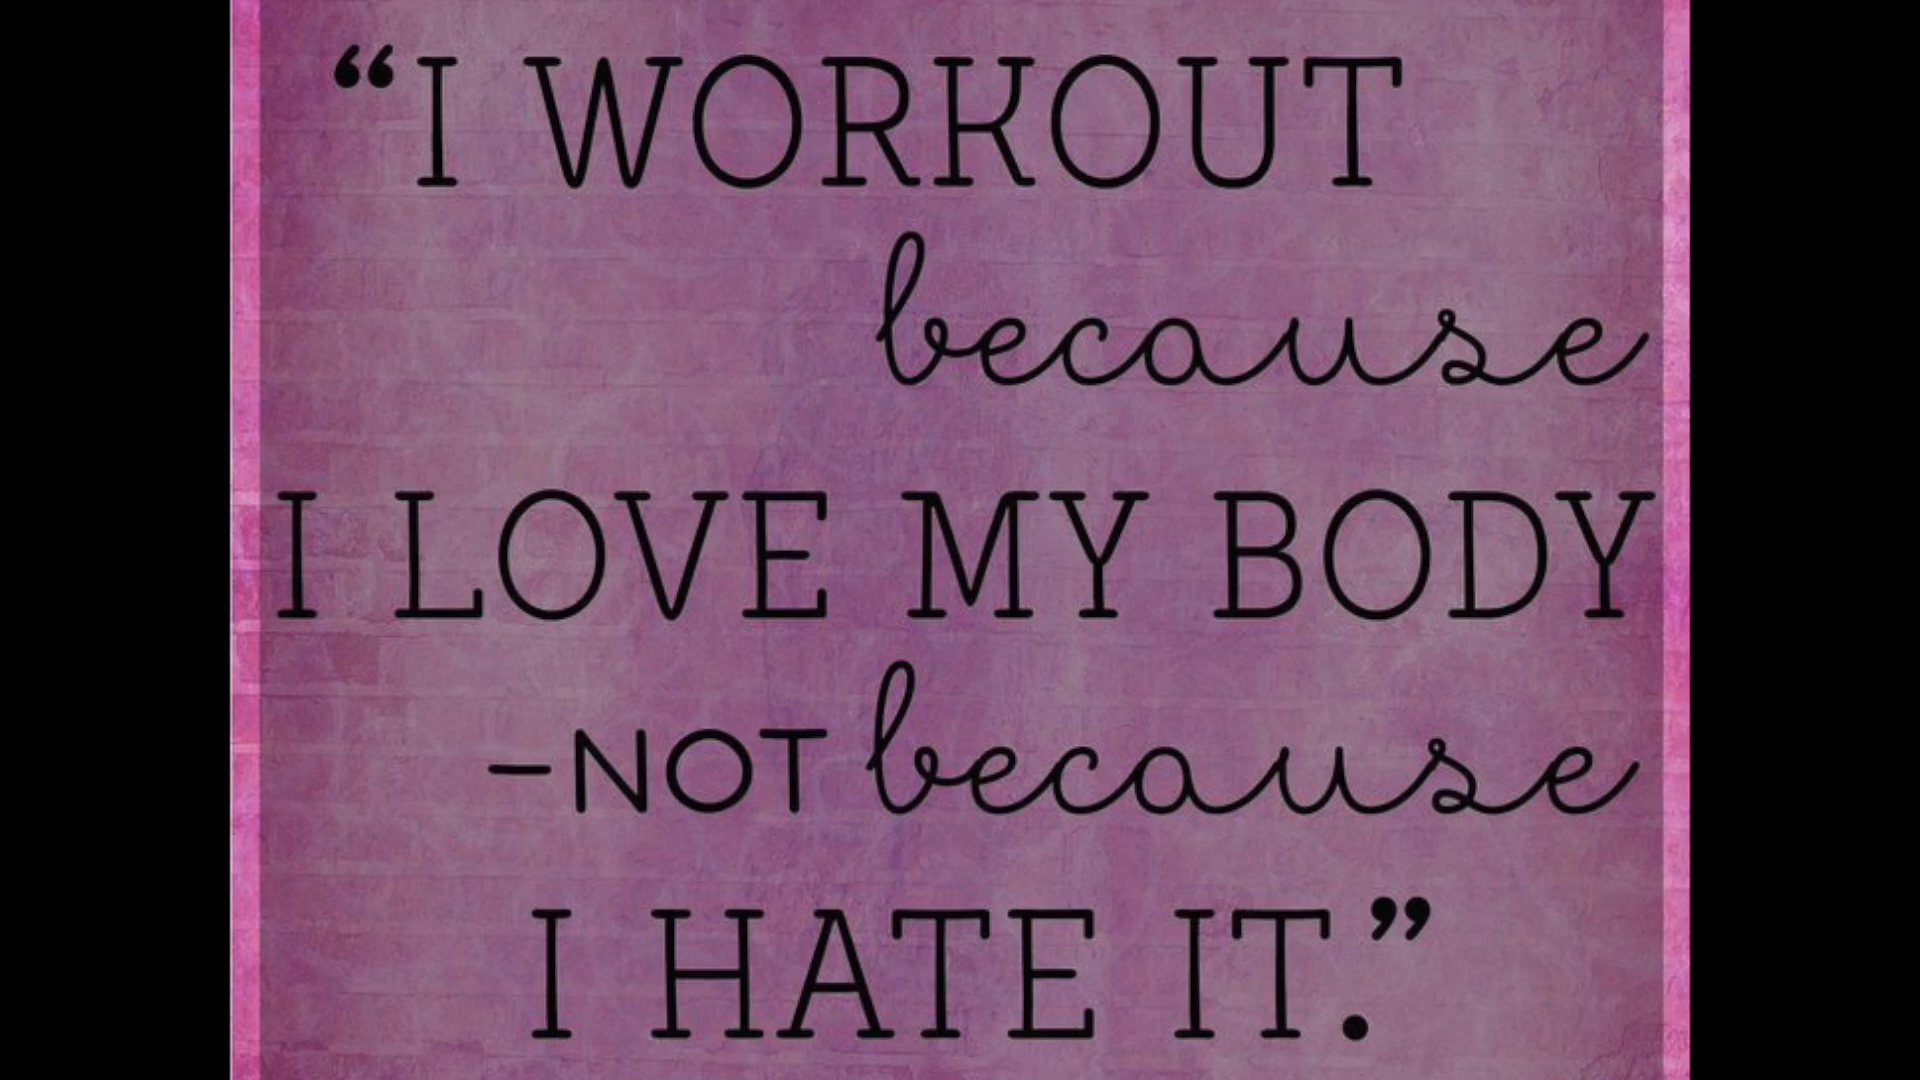 “I WORKOUT
because
I LOVE MY BODY
-NOT because
I HATE IT.”